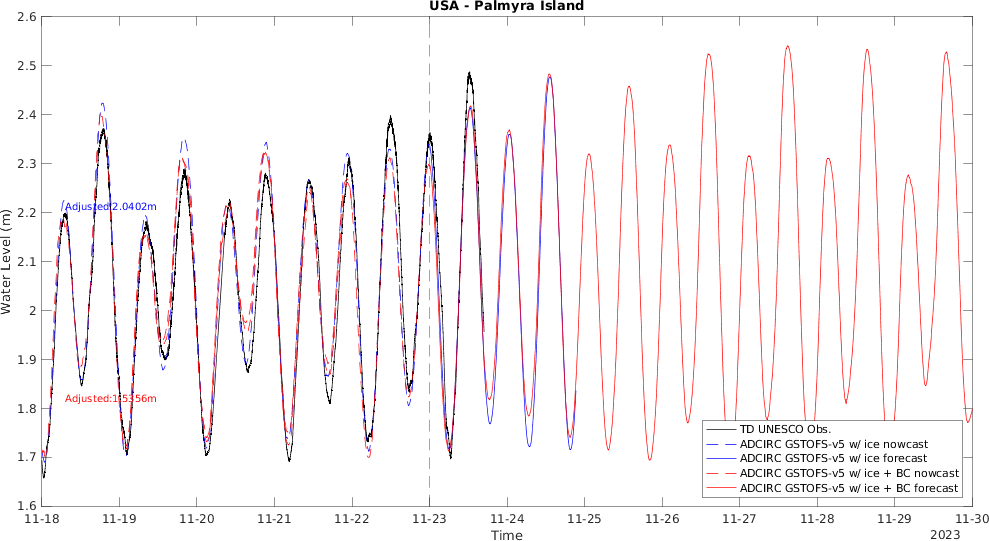 USA - Palmyra Island
2.6
2.5
2.4
2.3
2.2
2.1
2
1.9
1.8
1.7
1.6
Water Level (m)
Adjusted:2.0402m
Adjusted:1.5356m
TD UNESCO Obs.
ADCIRC GSTOFS-v5 w/ ice nowcast
ADCIRC GSTOFS-v5 w/ ice forecast
ADCIRC GSTOFS-v5 w/ ice + BC nowcast
ADCIRC GSTOFS-v5 w/ ice + BC forecast
11-18 11-19 11-20 11-21 11-22 11-23 11-24 11-25 11-26 11-27 11-28 11-29 11-30
Time
2023